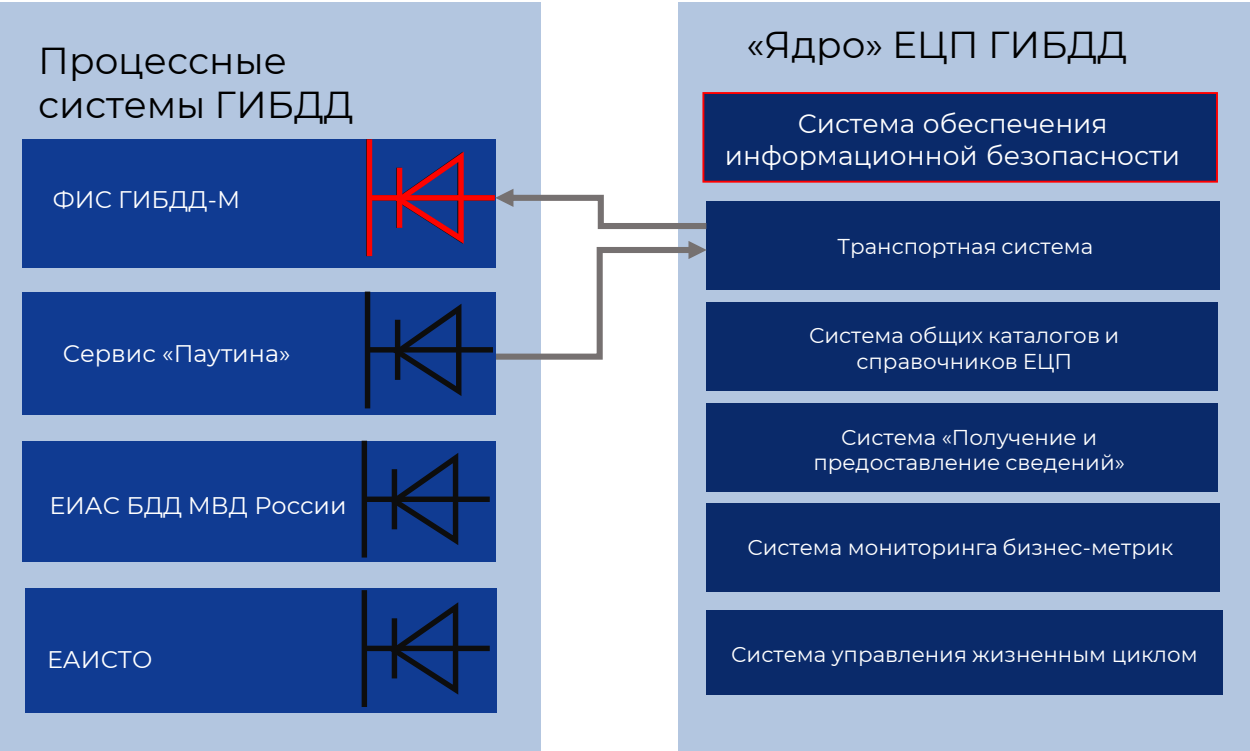 Процессные
системы ГИБДД
ФИС ГИБДД-М
Сервис «Паутина»
ЕИАС БДД МВД России
ЕАИСТО
«Ядро» ЕЦП ГИБДД
Система обеспечения
информационной безопасности
Транспортная система
Система общих каталогов и
справочников ЕЦП
Система «Получение и
предоставление сведений»
Система мониторинга бизнес-метрик
Система управления жизненным циклом